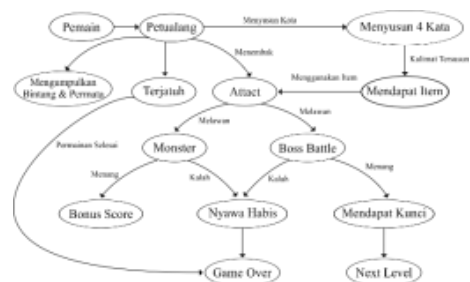 Pemain
Petualang
Menyusun Kata
Menyusun 4 Kata
Menembak
Kalimat Tersusun
Mengumpulkan
Bintang & Permata
Terjatuh
Attact
Menggunakan Item
Mendapat Item
Permainan Selesai
Melawan
Melawan
Monster
Boss Battle
Menang
Kalah
Kalah
Menang
Bonus Score
Nyawa Habis
Mendapat Kunci
Game Over
Next Level